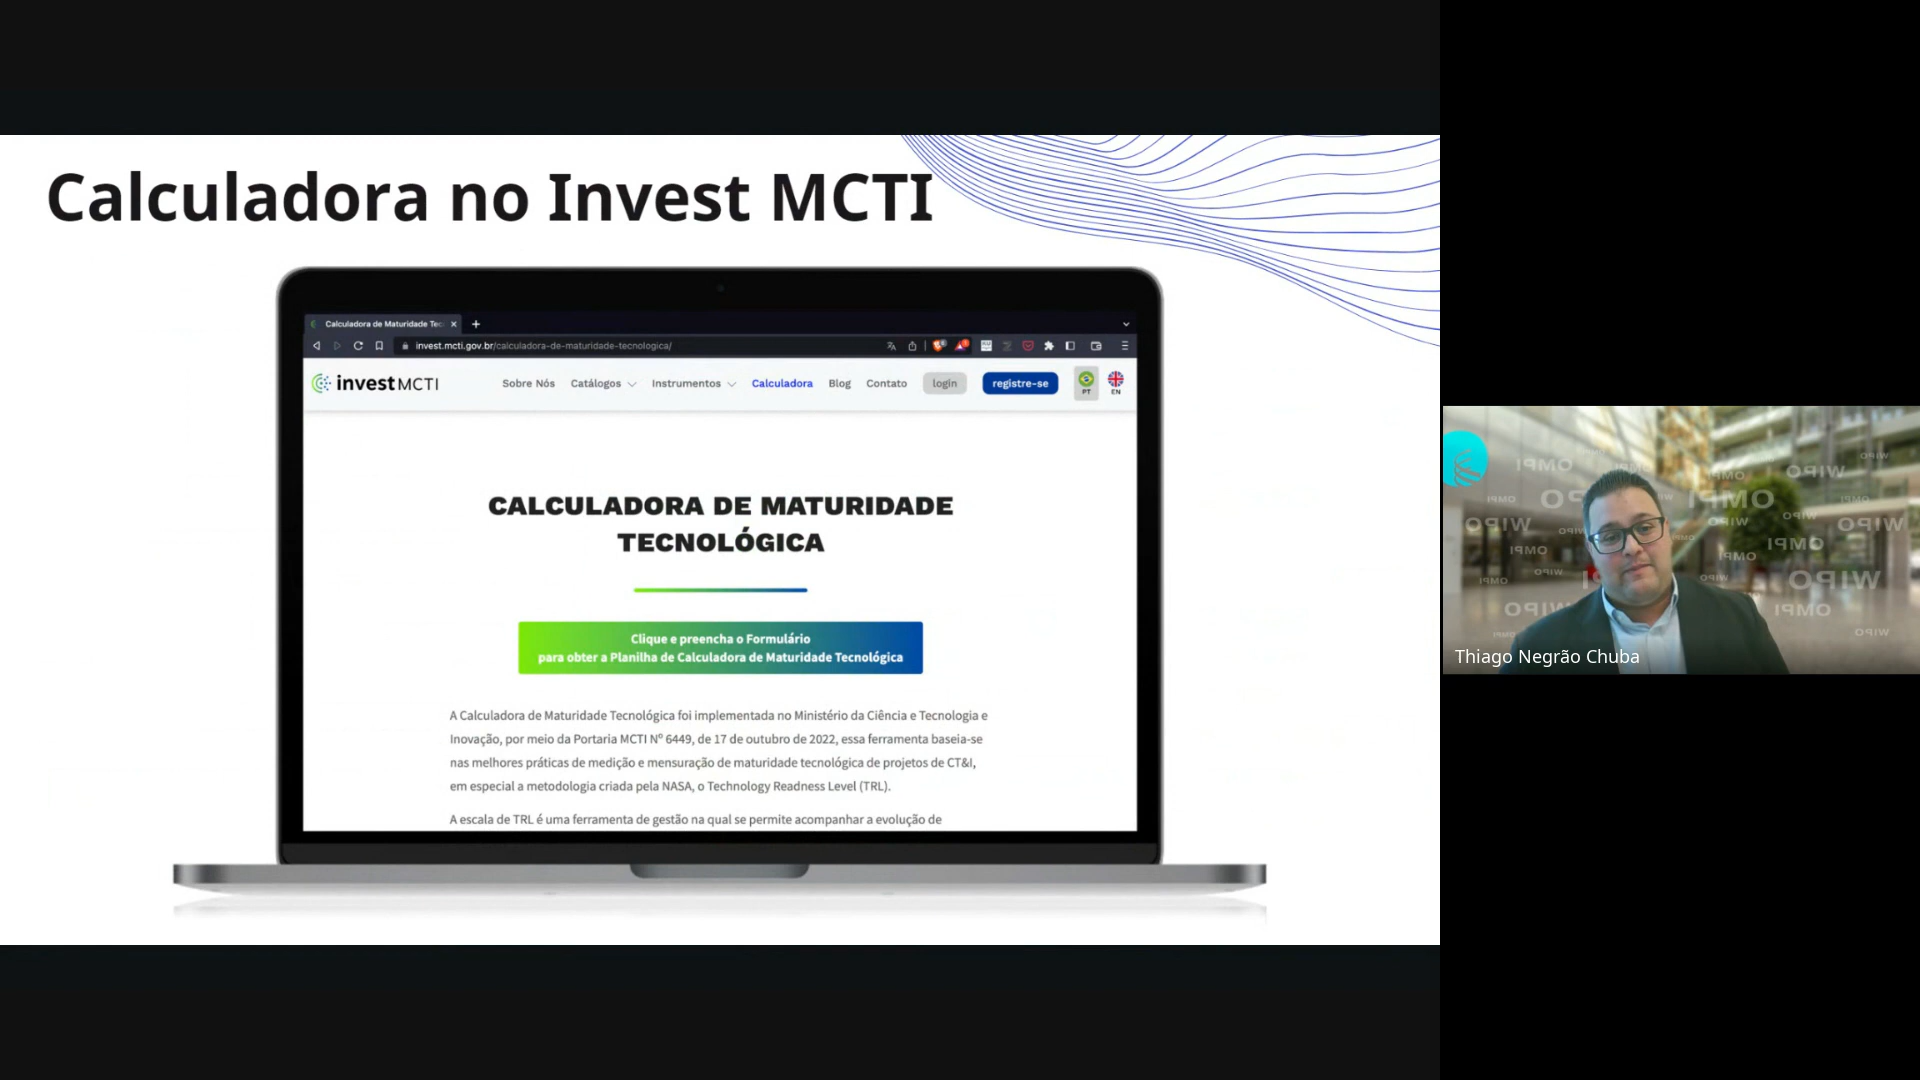 Calculadora no Invest MCTI
Calculadora de Maturidade Tec
invest.mcti.gov.br/calculadora-de-maturidade-tecnologica/
investMCTI
Sobre Nós
Catálogos
Instrumentos
Calculadora
Blog
Contato
login
registre-se
PT
EN
CALCULADORA DE MATURIDADE
TECNOLÓGICA
Clique e preencha o Formulário
para obter a Planilha de Calculadora de Maturidade Tecnológica
A Calculadora de Maturidade Tecnológica foi implementada no Ministério da Ciência e Tecnologia e
Inovação, por meio da Portaria MCTI Nº 6449, de 17 de outubro de 2022, essa ferramenta baseia-se
nas melhores práticas de medição e mensuração de maturidade tecnológica de projetos de CT&I,
em especial a metodologia criada pela NASA, o Technology Readiness Level (TRL).
A escala de TRL é uma ferramenta de gestão na qual se permite acompanhar a evolução de
WIPO
OMPI
Thiago Negrão Chuba